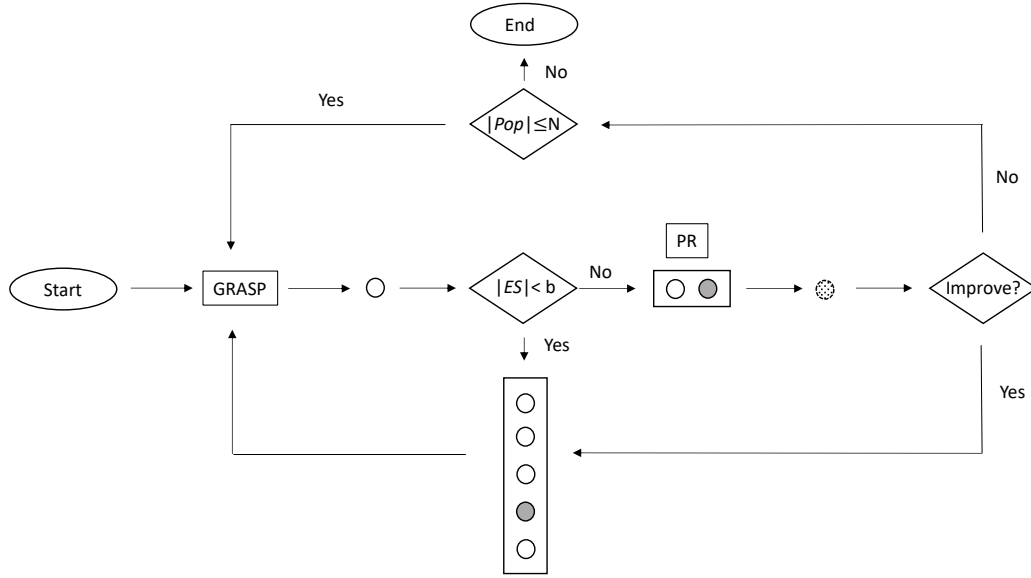 End
No
Yes
|Pop|≤N
No
PR
Start
GRASP
|ES|< b
No
Improve?
Yes
Yes